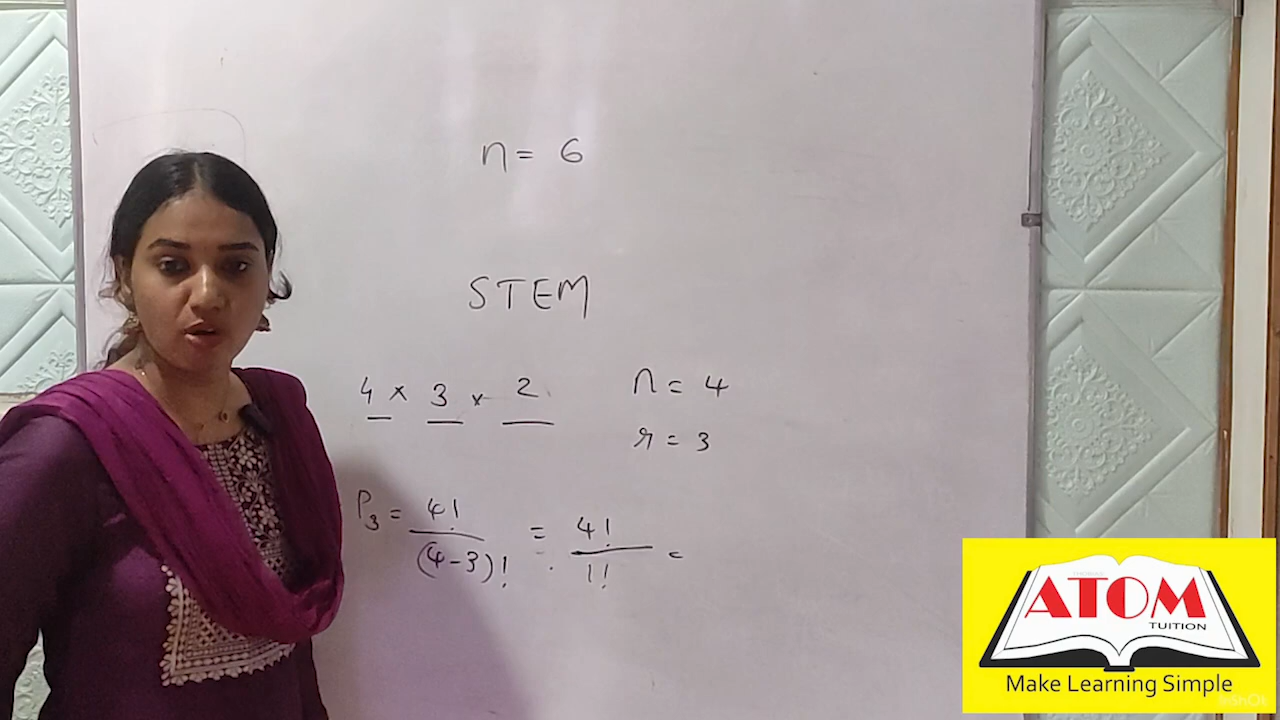 n = 6
STEM
4 × 3 × 2
n = 4
r = 3
P3 = 4! / (4-3)! = 4! / 1! =
ATOM
TUITION
Make Learning Simple